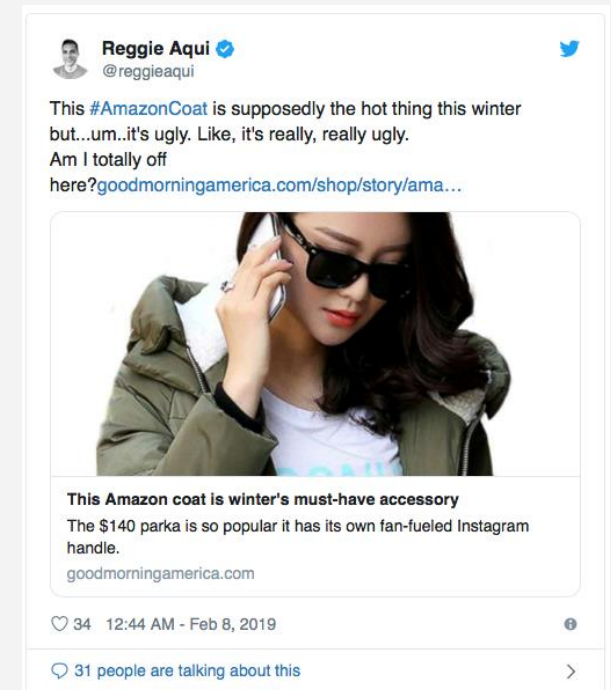 Reggie Aqui
@reggieaqui
This #AmazonCoat is supposedly the hot thing this winter
but...um..it's ugly. Like, it's really, really ugly.
Am I totally off
here?goodmorningamerica.com/shop/story/ama…
This Amazon coat is winter's must-have accessory
The $140 parka is so popular it has its own fan-fueled Instagram
handle.
goodmorningamerica.com
34 12:44 AM - Feb 8, 2019
31 people are talking about this